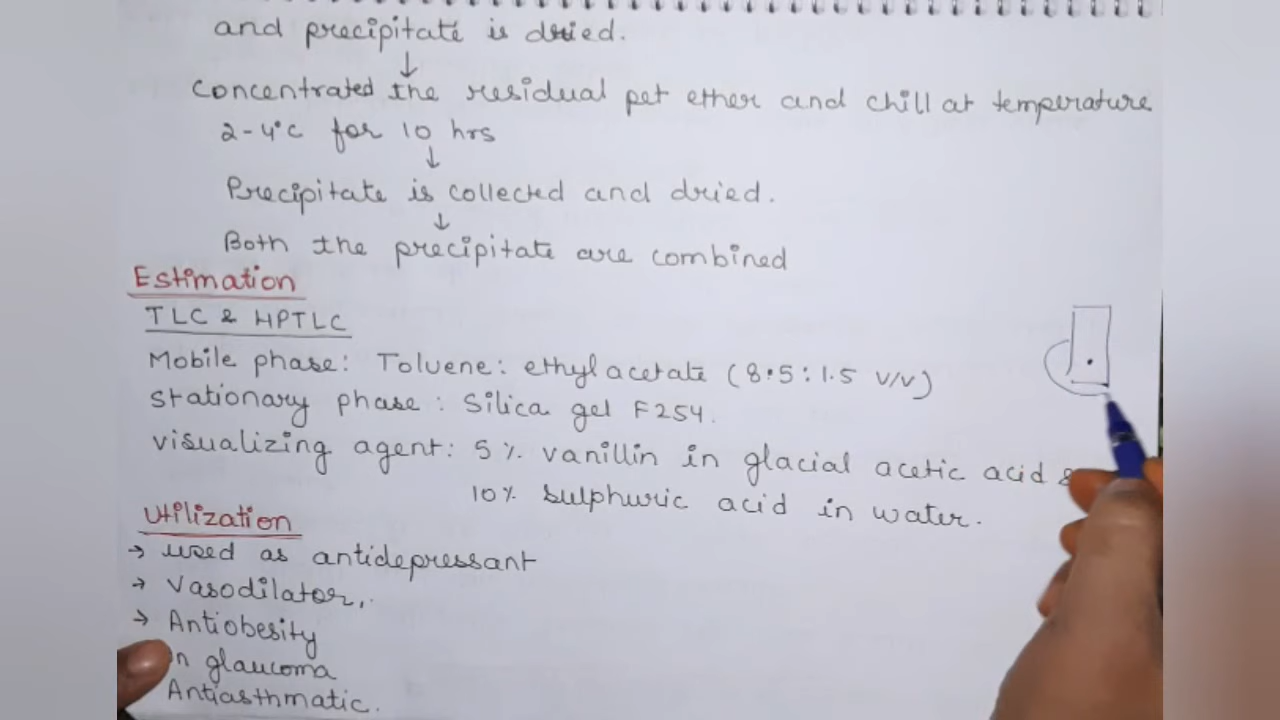 and precipitate is dried.
↓
Concentrated the residual pet ether and chill at temperature
2-4°C for 10 hrs
↓
Precipitate is collected and dried.
↓
Both the precipitate are combined
Estimation
TLC & HPTLC
Mobile phase: Toluene: ethylacetate (8.5:1.5 v/v)
Stationary phase: Silica gel F254.
Visualizing agent: 5% vanillin in glacial acetic acid &
10% sulphuric acid in water.
Utilization
→ used as antidepressant
→ Vasodilator,.
→ Antiobesity
glaucoma
Antiasthmatic.